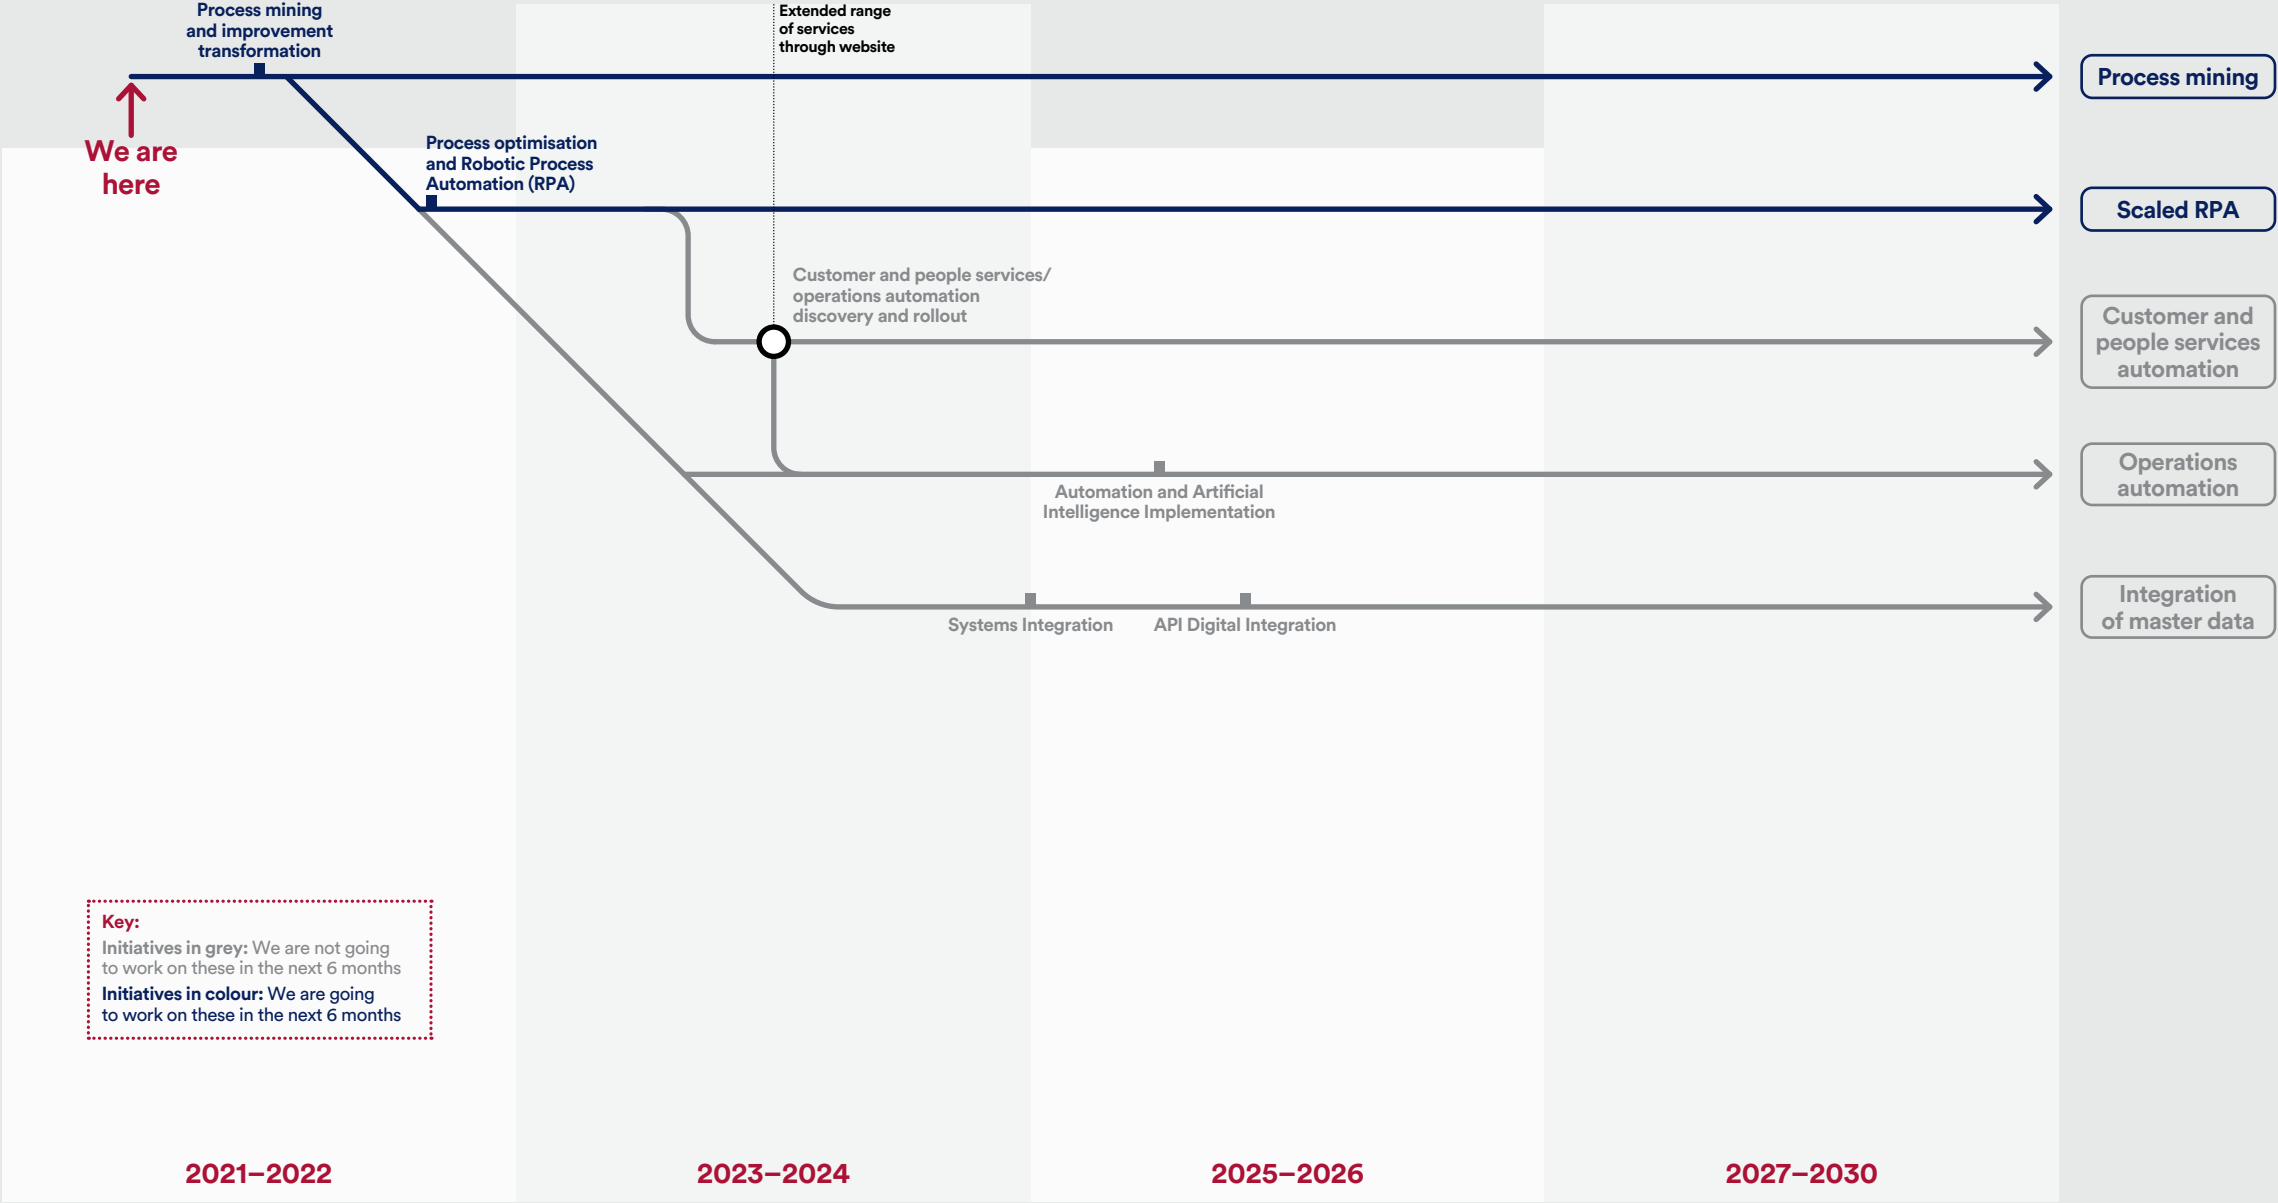 Process mining
and improvement
transformation
Extended range
of services
through website
Process mining
We are
here
Process optimisation
and Robotic Process
Automation (RPA)
Scaled RPA
Customer and people services/
operations automation
discovery and rollout
Customer and
people services
automation
Operations
automation
Automation and Artificial
Intelligence Implementation
Systems Integration
API Digital Integration
Integration
of master data
Key:
Initiatives in grey: We are not going
to work on these in the next 6 months
Initiatives in colour: We are going
to work on these in the next 6 months
2021–2022
2023–2024
2025–2026
2027–2030